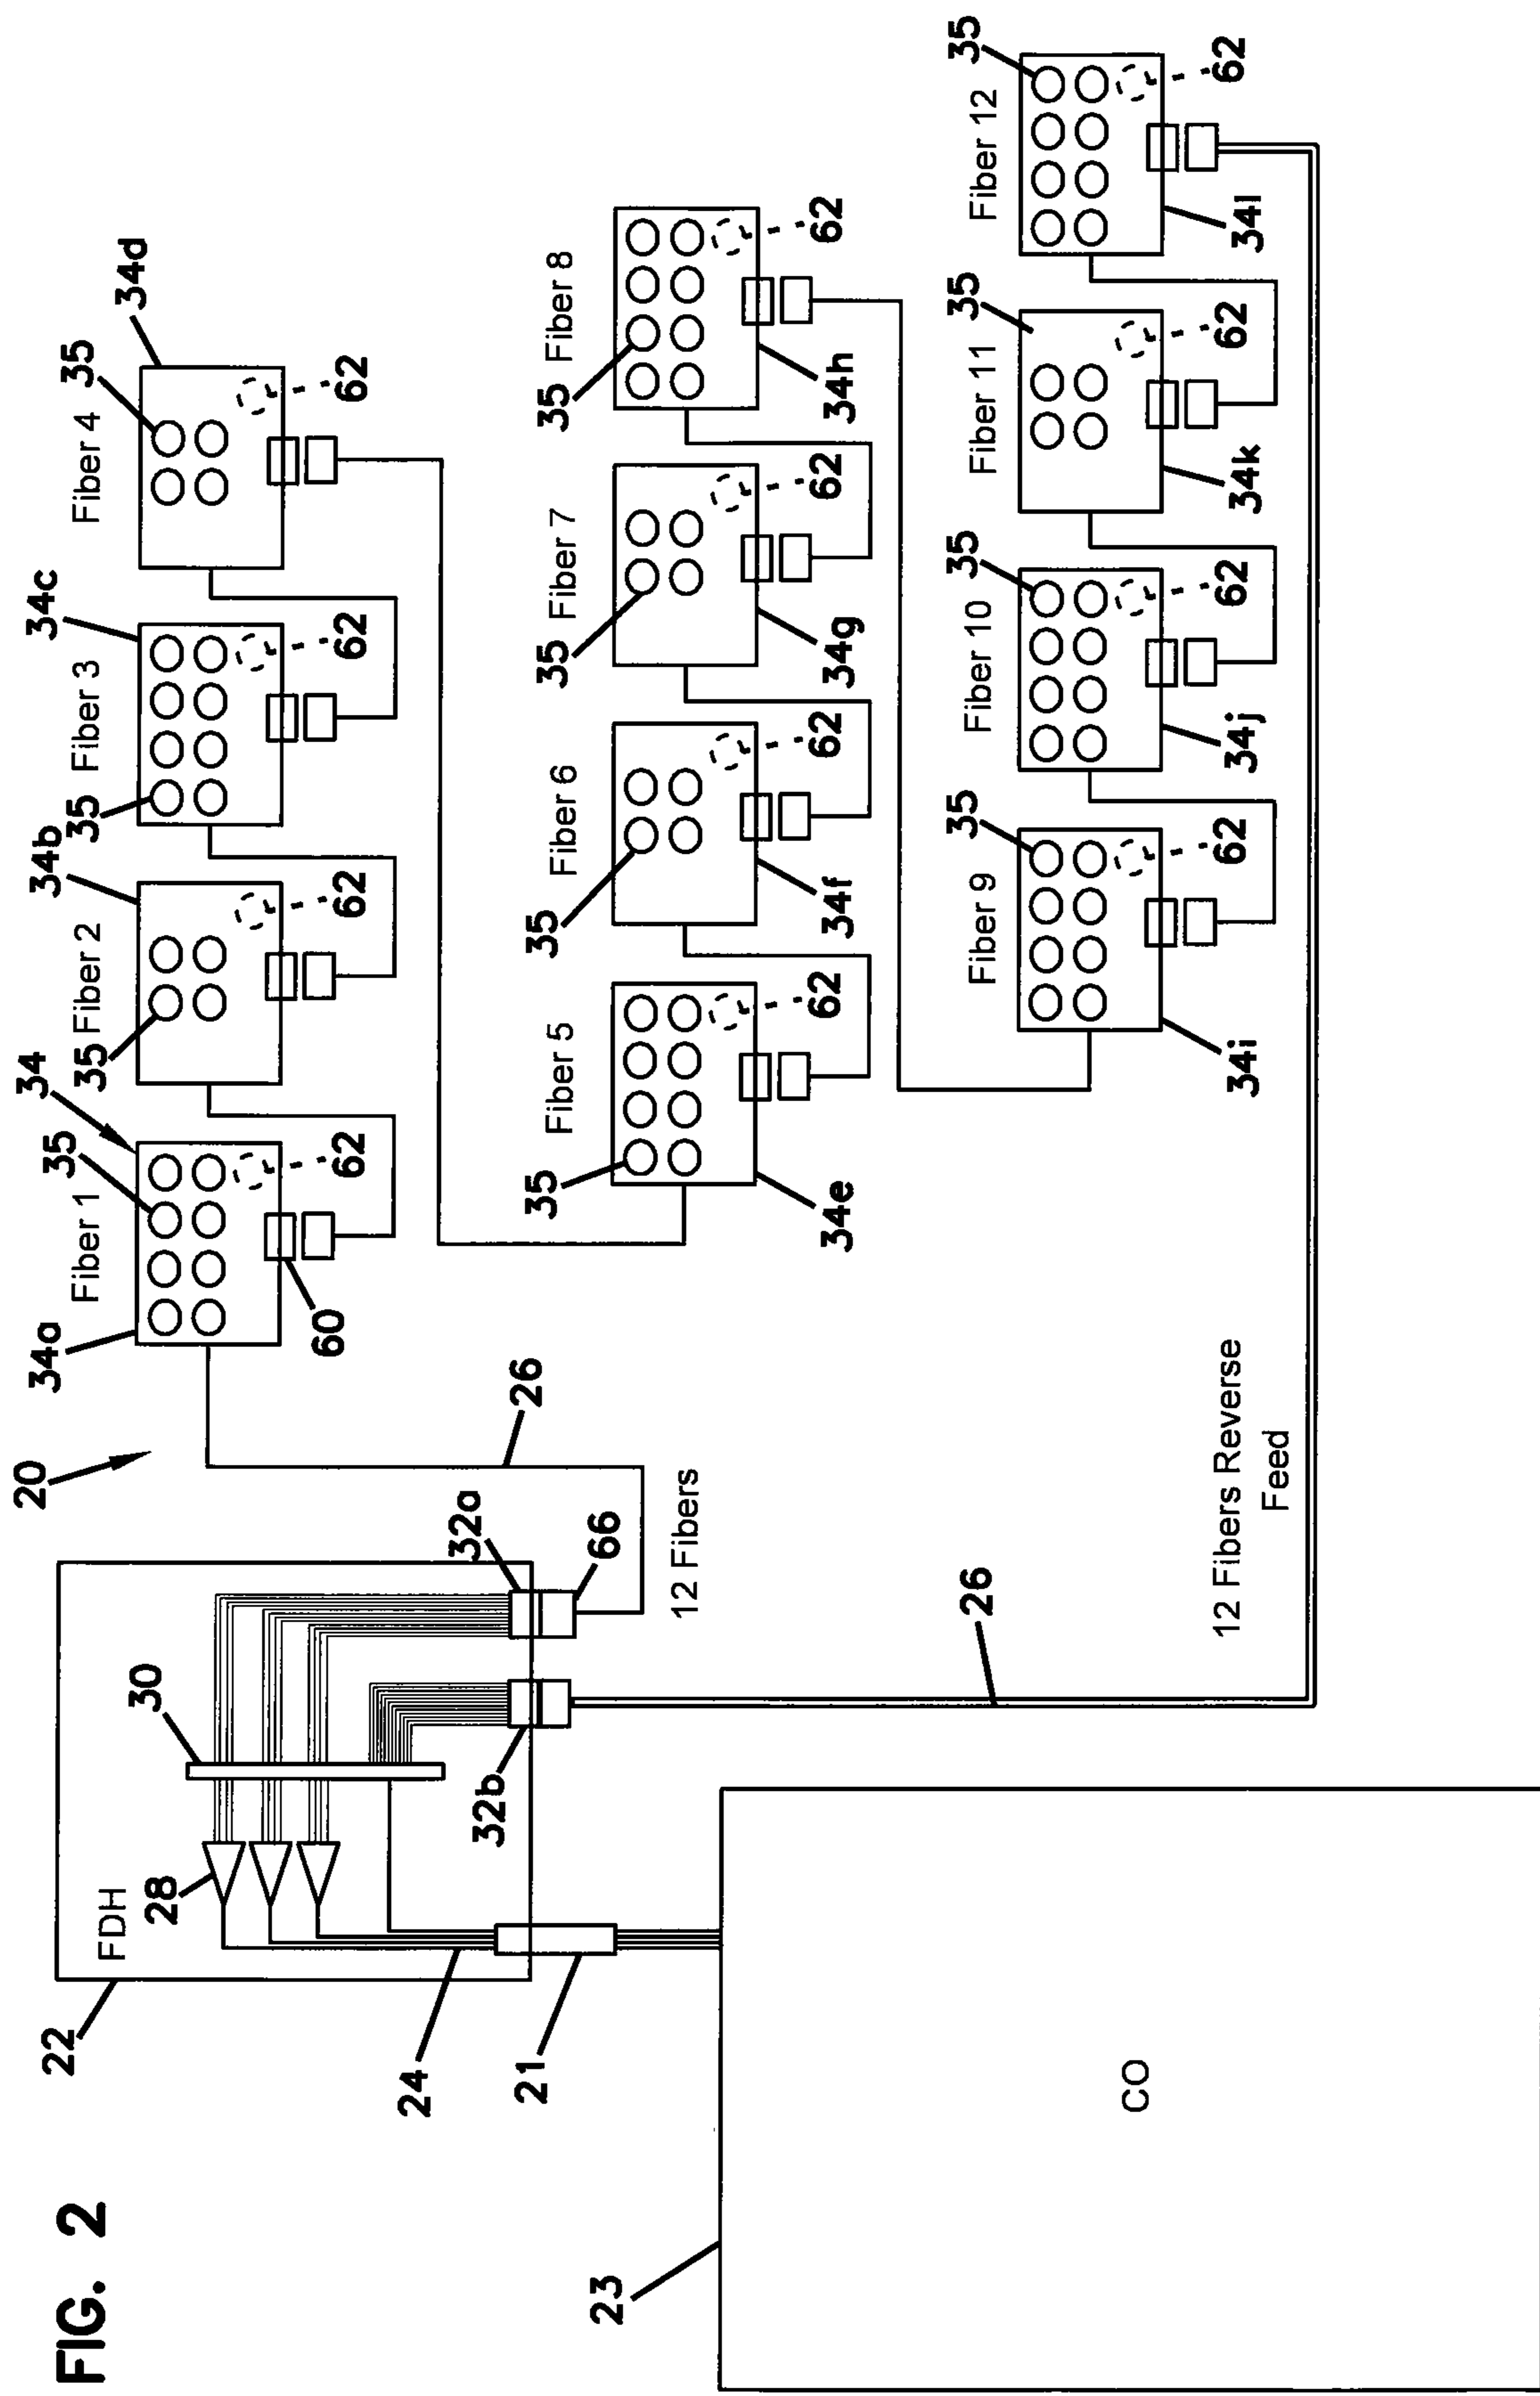 FIG. 2
20
22
FDH
28
30
24
21
32b
32a
66
12 Fibers
26
23
CO
26
12 Fibers Reverse
Feed
34
34a
Fiber 1
35
60
62
34b
Fiber 2
35
62
34c
Fiber 3
35
62
34d
Fiber 4
35
62
34e
Fiber 5
35
62
34f
Fiber 6
35
62
34g
Fiber 7
35
62
34h
Fiber 8
35
62
34i
Fiber 9
35
62
34j
Fiber 10
35
62
34k
Fiber 11
35
62
34l
Fiber 12
35
62